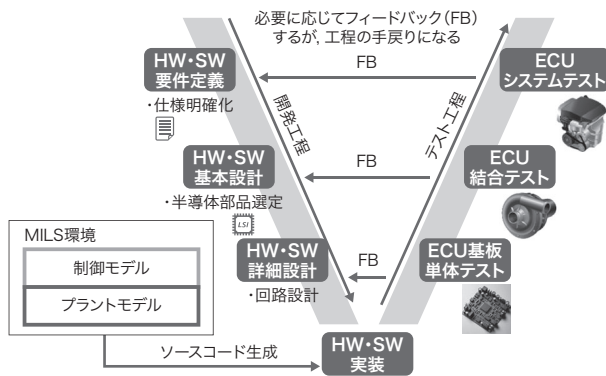 必要に応じてフィードバック(FB)
するが, 工程の手戻りになる
HW・SW
要件定義
・仕様明確化
FB
ECU
システムテスト
開発工程
テスト工程
HW・SW
基本設計
・半導体部品選定
LSI
FB
ECU
結合テスト
MILS環境
制御モデル
プラントモデル
HW・SW
詳細設計
・回路設計
FB
ECU基板
単体テスト
ソースコード生成
HW・SW
実装